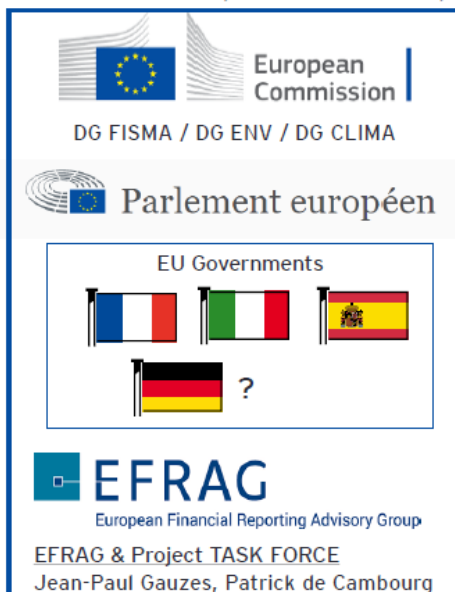 European
Commission
DG FISMA / DG ENV / DG CLIMA
Parlement européen
EU Governments
?
EFRAG
European Financial Reporting Advisory Group
EFRAG & Project TASK FORCE
Jean-Paul Gauzes, Patrick de Cambourg